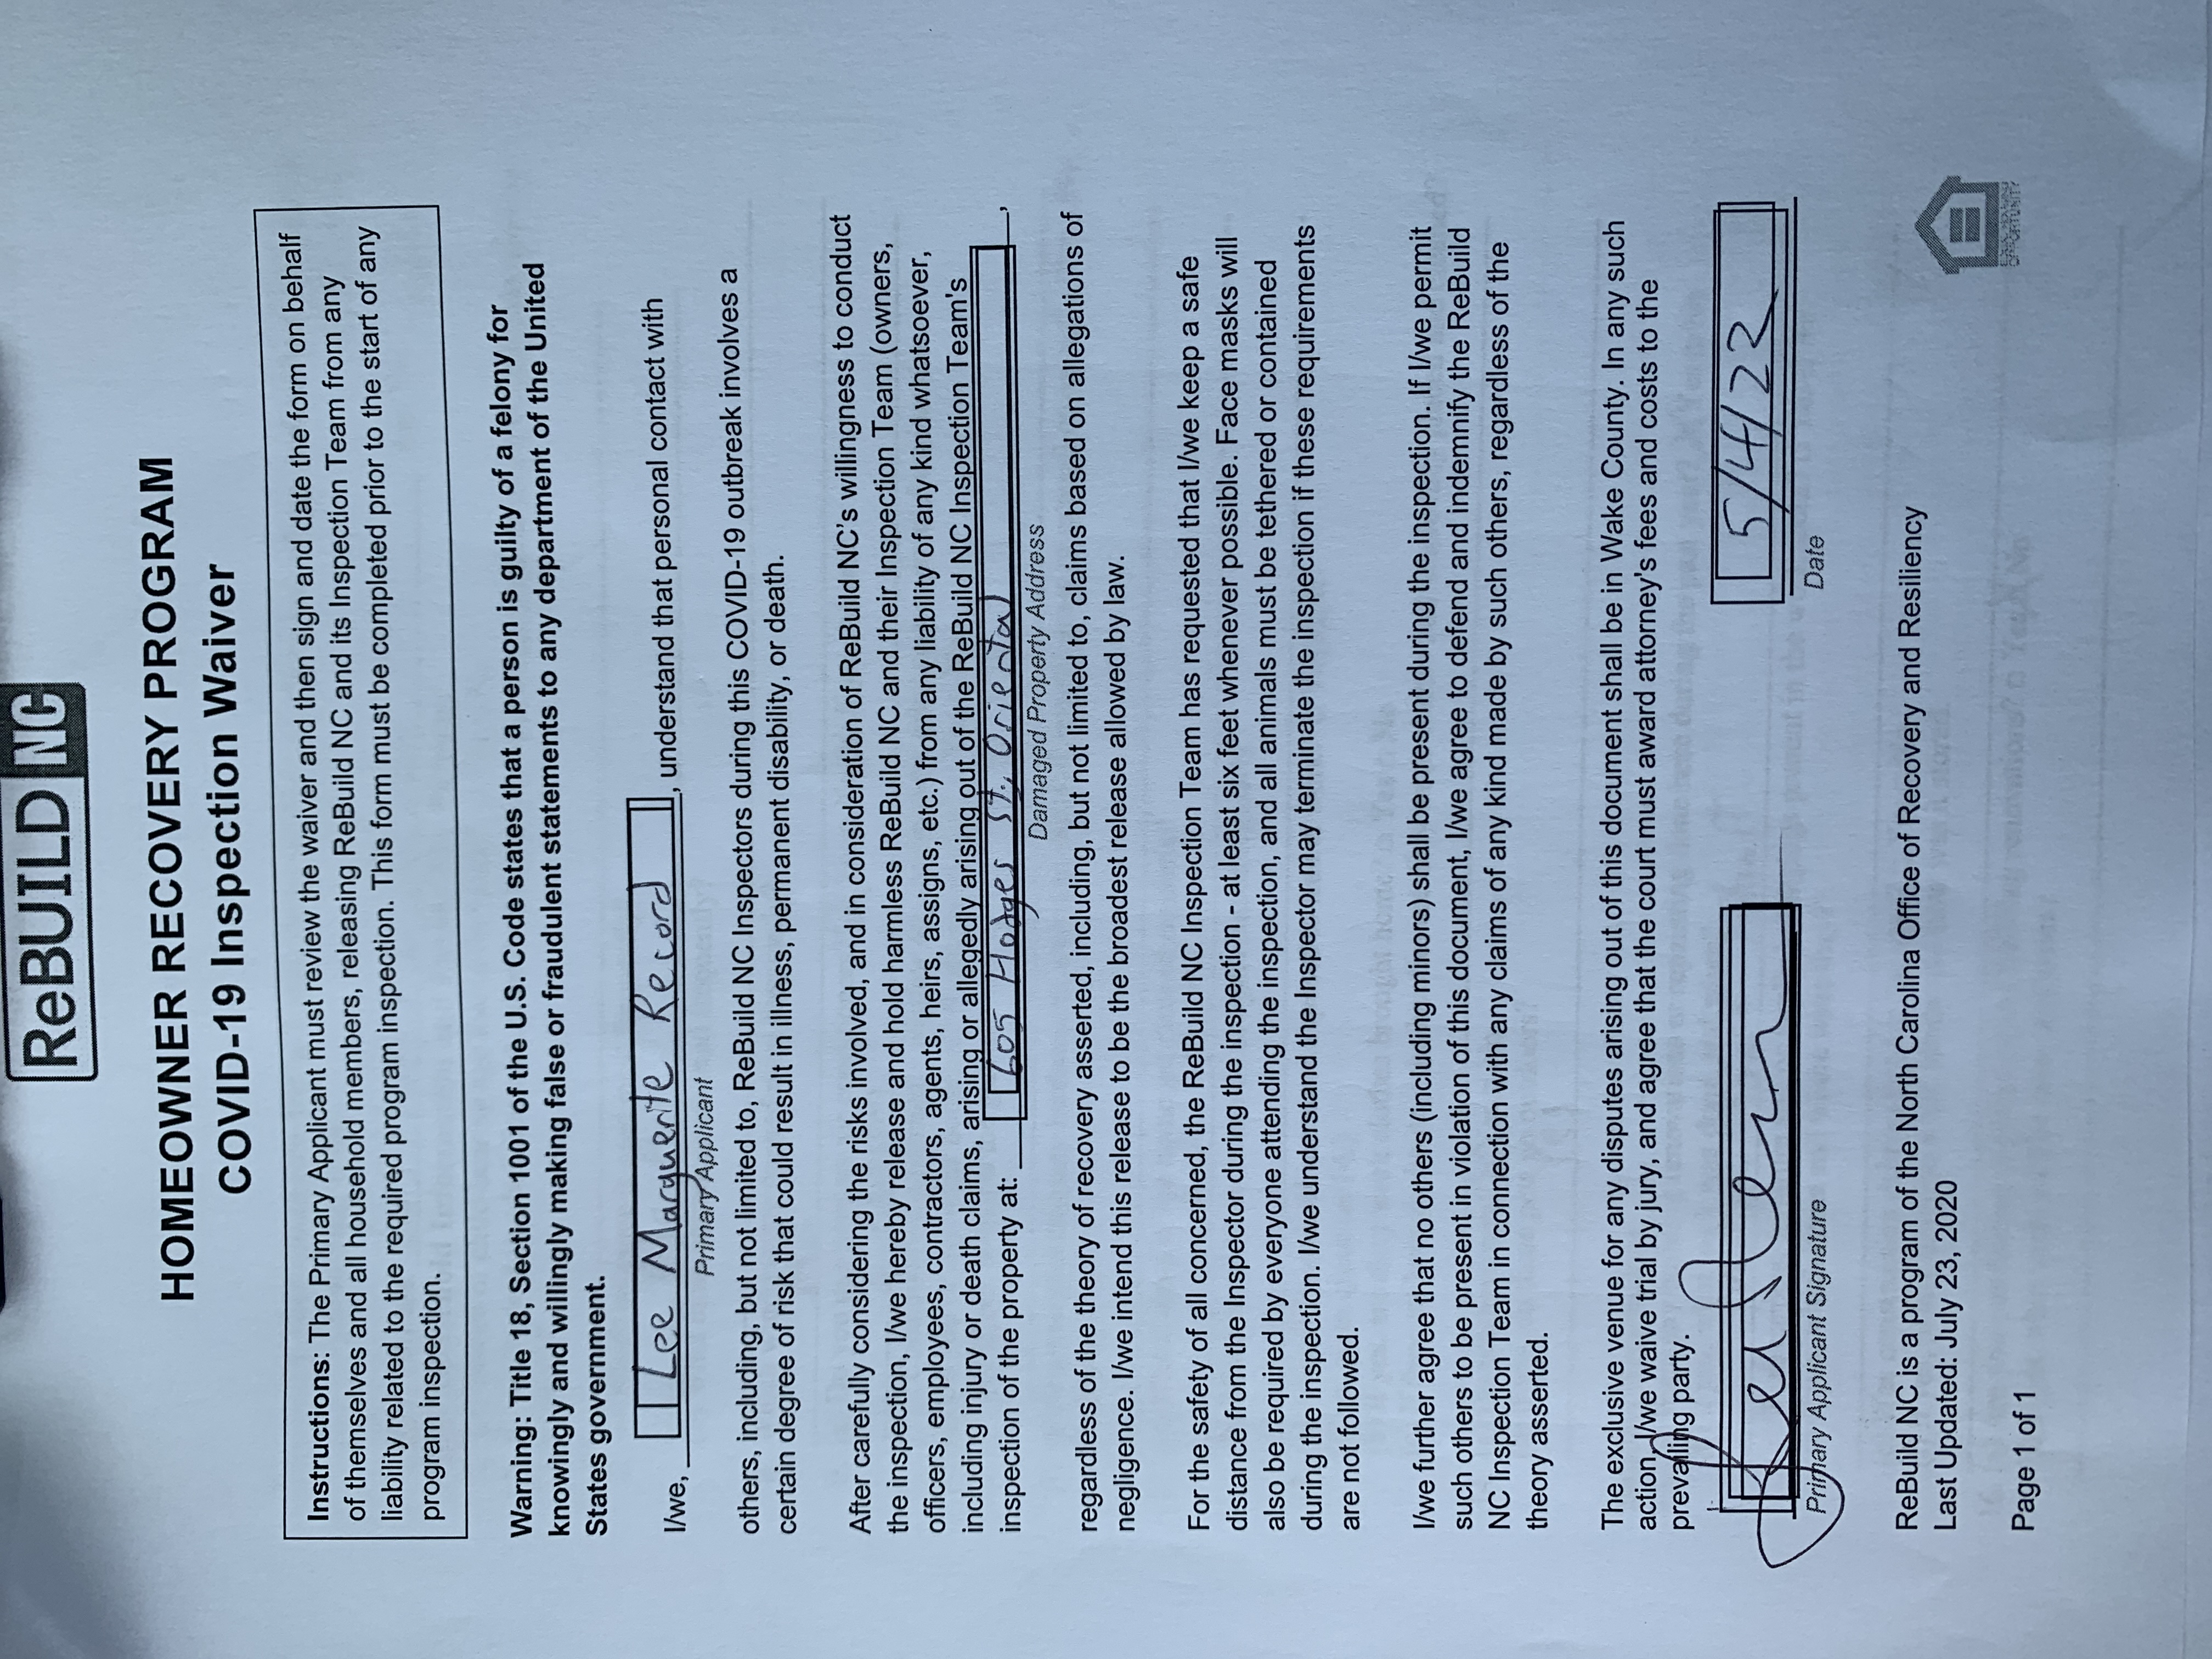 ReBUILD NC
HOMEOWNER RECOVERY PROGRAM
COVID-19 Inspection Waiver
Instructions: The Primary Applicant must review the waiver and then sign and date the form on behalf
of themselves and all household members, releasing ReBuild NC and its Inspection Team from any
liability related to the required program inspection. This form must be completed prior to the start of any
program inspection.
Warning: Title 18, Section 1001 of the U.S. Code states that a person is guilty of a felony for
knowingly and willingly making false or fraudulent statements to any department of the United
States government.
I/we, Lee Marguerite Record, understand that personal contact with
Primary Applicant
others, including, but not limited to, ReBuild NC Inspectors during this COVID-19 outbreak involves a
certain degree of risk that could result in illness, permanent disability, or death.
After carefully considering the risks involved, and in consideration of ReBuild NC's willingness to conduct
the inspection, I/we hereby release and hold harmless ReBuild NC and their Inspection Team (owners,
officers, employees, contractors, agents, heirs, assigns, etc.) from any liability of any kind whatsoever,
including injury or death claims, arising or allegedly arising out of the ReBuild NC Inspection Team's
inspection of the property at: 605 Hodges St., Oriental,
Damaged Property Address
regardless of the theory of recovery asserted, including, but not limited to, claims based on allegations of
negligence. I/we intend this release to be the broadest release allowed by law.
For the safety of all concerned, the ReBuild NC Inspection Team has requested that I/we keep a safe
distance from the Inspector during the inspection - at least six feet whenever possible. Face masks will
also be required by everyone attending the inspection, and all animals must be tethered or contained
during the inspection. I/we understand the Inspector may terminate the inspection if these requirements
are not followed.
I/we further agree that no others (including minors) shall be present during the inspection. If I/we permit
such others to be present in violation of this document, I/we agree to defend and indemnify the ReBuild
NC Inspection Team in connection with any claims of any kind made by such others, regardless of the
theory asserted.
The exclusive venue for any disputes arising out of this document shall be in Wake County. In any such
action, I/we waive trial by jury, and agree that the court must award attorney's fees and costs to the
prevailing party.
5/4/22
Primary Applicant Signature Date
ReBuild NC is a program of the North Carolina Office of Recovery and Resiliency
Last Updated: July 23, 2020
EQUAL HOUSING
OPPORTUNITY
Page 1 of 1